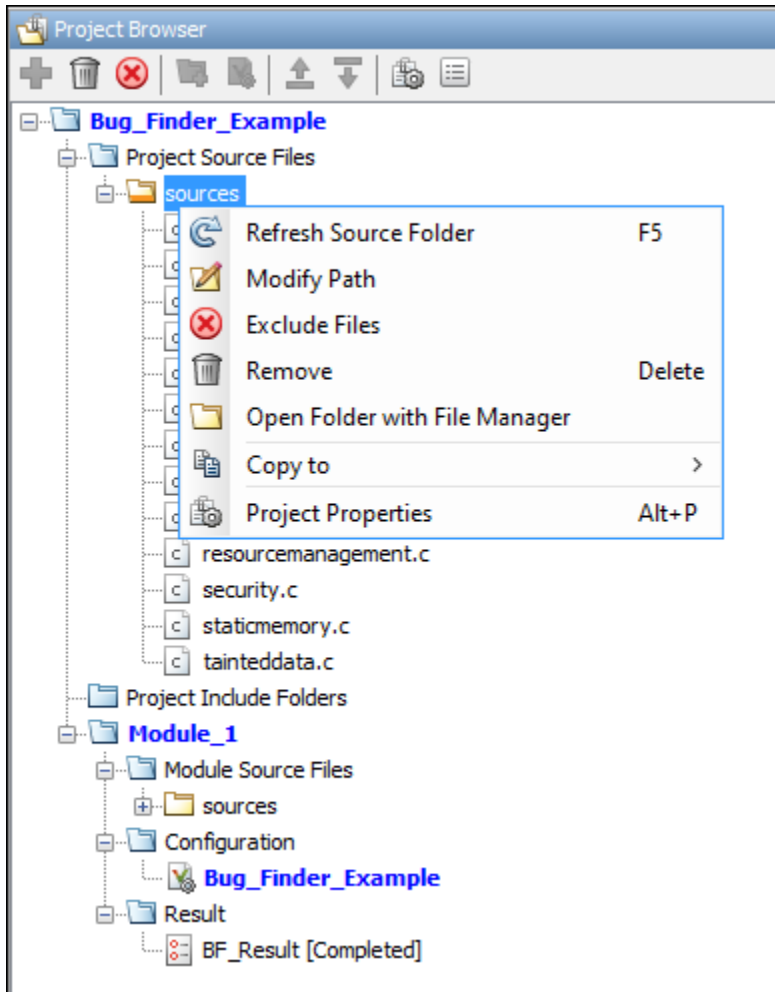 Project Browser
Bug_Finder_Example
Project Source Files
sources
Refresh Source Folder F5
Modify Path
Exclude Files
Remove Delete
Open Folder with File Manager
Copy to >
Project Properties Alt+P
c resourcemanagement.c
c security.c
c staticmemory.c
c tainteddata.c
Project Include Folders
Module_1
Module Source Files
sources
Configuration
Bug_Finder_Example
Result
BF_Result [Completed]